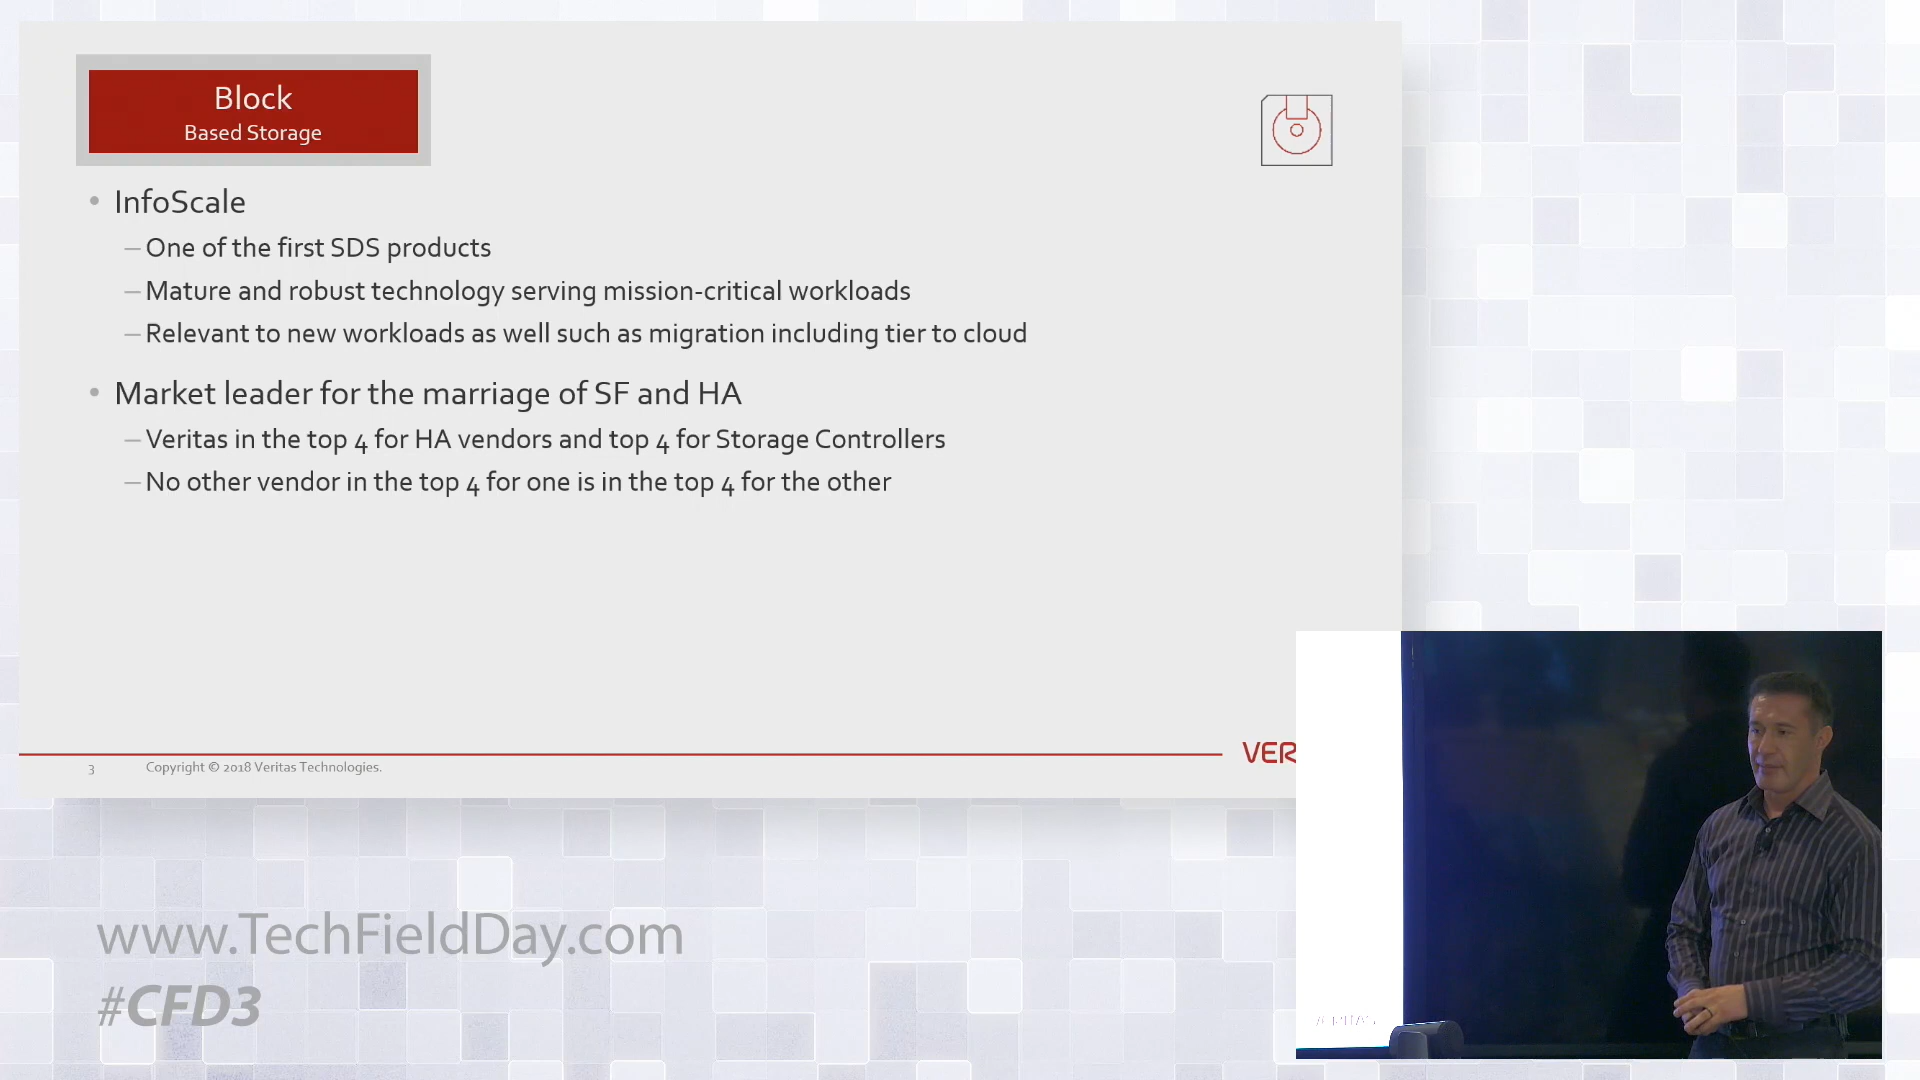 Block
Based Storage
• InfoScale
– One of the first SDS products
– Mature and robust technology serving mission-critical workloads
– Relevant to new workloads as well such as migration including tier to cloud
• Market leader for the marriage of SF and HA
– Veritas in the top 4 for HA vendors and top 4 for Storage Controllers
– No other vendor in the top 4 for one is in the top 4 for the other
VER
3 Copyright © 2018 Veritas Technologies.
www.TechFieldDay.com
#CFD3
VERITAS